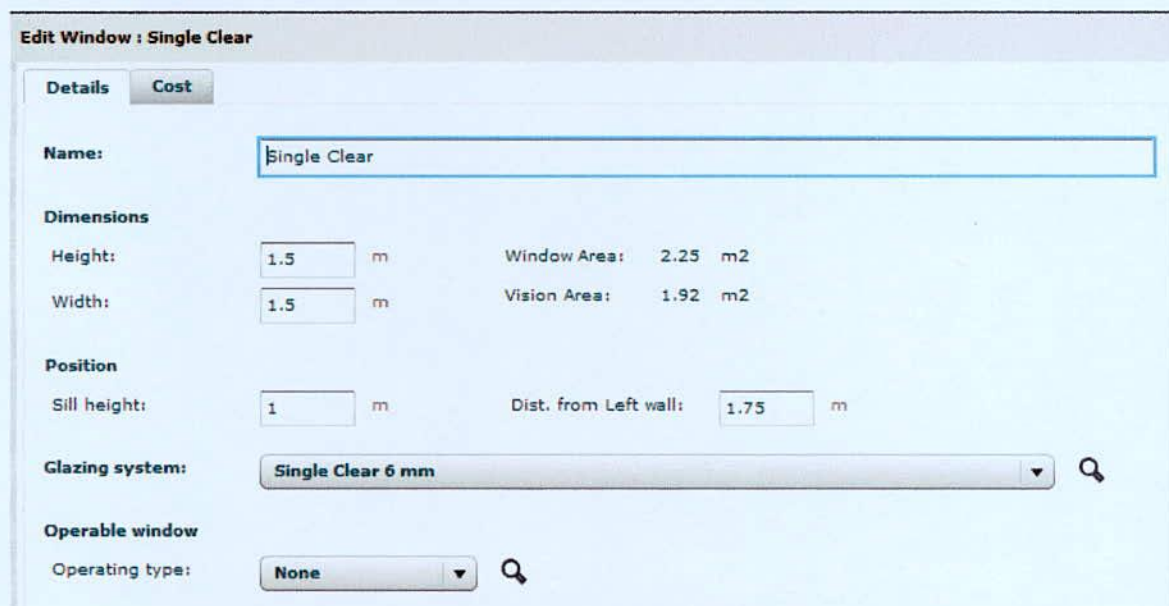 Edit Window : Single Clear
Details Cost
Name: Single Clear
Dimensions
Height: 1.5 m Window Area: 2.25 m2
Width: 1.5 m Vision Area: 1.92 m2
Position
Sill height: 1 m Dist. from Left wall: 1.75 m
Glazing system: Single Clear 6 mm
Operable window
Operating type: None